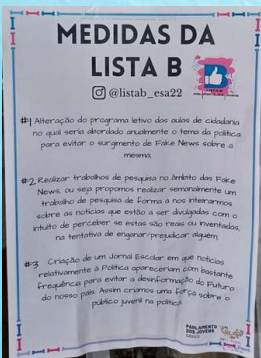 MEDIDAS DA
LISTA B
@listab_esa22
#1 Alteração do programa letivo das aulas de cidadania
no qual seria abordado anualmente o tema da política
para evitar o surgimento de Fake News sobre a
mesma;
#2 Realizar trabalhos de pesquisa no âmbito das Fake
News, ou seja propomos realizar semanalmente um
trabalho de pesquisa de forma a nos inteirarmos
sobre as notícias que estão a ser divulgadas com o
intuito de perceber se estas são reais ou inventadas,
na tentativa de enganar/prejudicar alguém;
#3 Criação de um Jornal Escolar em que notícias
relativamente à Política apareceriam com bastante
frequência para evitar a desinformação do Futuro
do nosso país. Assim criamos uma força sobre o
público juvenil na política.
PARLAMENTO
DOS JOVENS